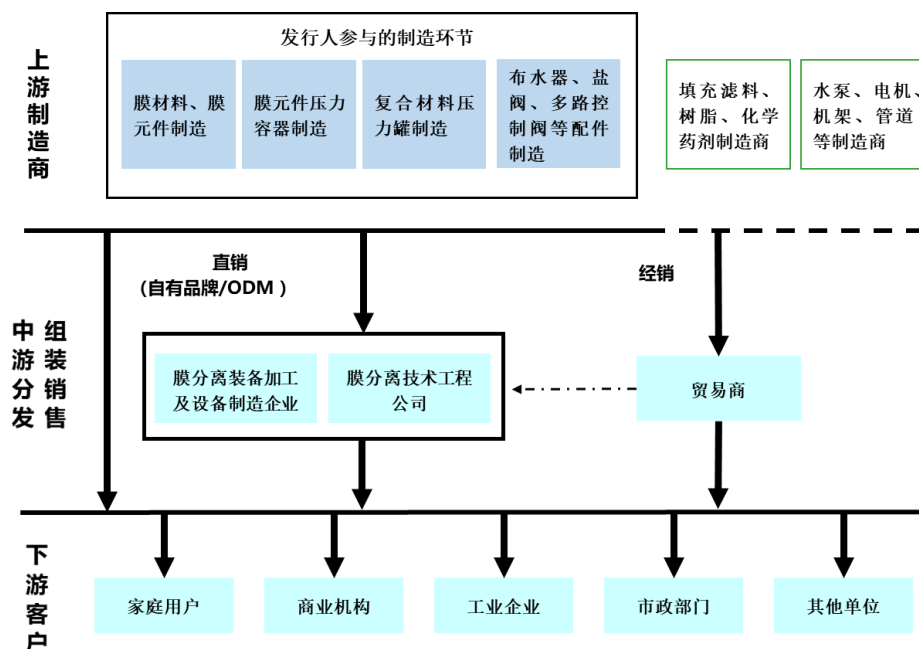 上游制造商
发行人参与的制造环节
膜材料、膜
元件制造
膜元件压力
容器制造
复合材料压
力罐制造
布水器、盐
阀、多路控
制阀等配件
制造
填充滤料、
树脂、化学
药剂制造商
水泵、电机、
机架、管道
等制造商
中游分发
组装销售
直销
(自有品牌/ODM )
经销
膜分离装备加工
及设备制造企业
膜分离技术工程
公司
贸易商
下游客户
家庭用户
商业机构
工业企业
市政部门
其他单位